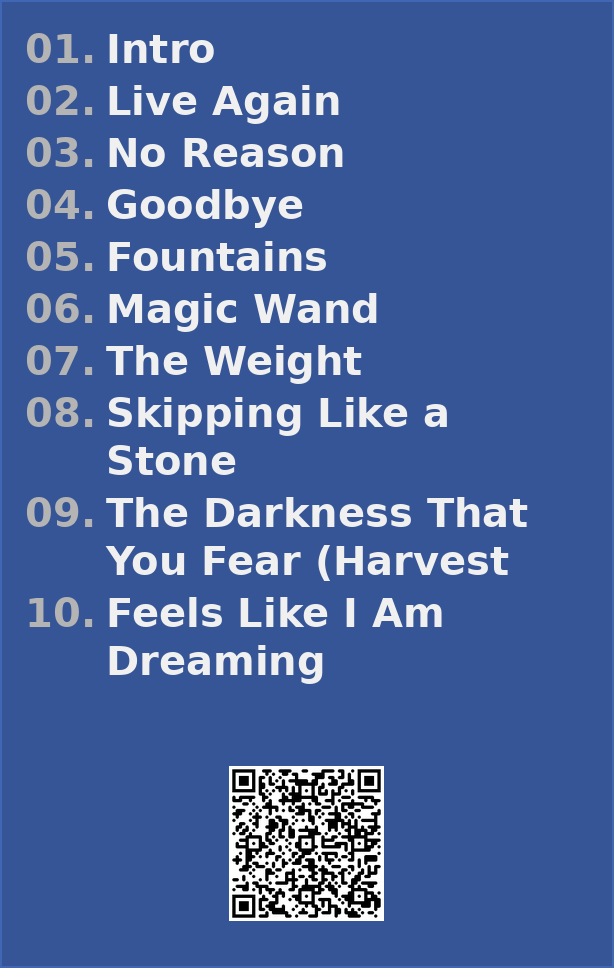 01. Intro
02. Live Again
03. No Reason
04. Goodbye
05. Fountains
06. Magic Wand
07. The Weight
08. Skipping Like a
Stone
09. The Darkness That
You Fear (Harvest
10. Feels Like I Am
Dreaming